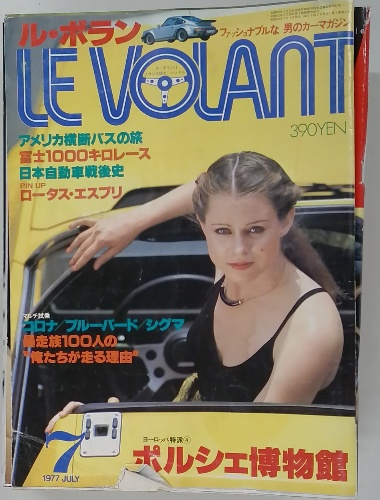 ル・ボラン
ファッショナブルな 男のカーマガジン
LE VOLANT
390YEN
アメリカ横断バスの旅
富士1000キロレース
日本自動車戦後史
PIN UP
ロータス・エスプリ
マルチ試乗
コロナ/ブルーバード/シグマ
暴走族100人の
"俺たちが走る理由"
ヨーロッパ特派④
ポルシェ博物館
7
1977 JULY